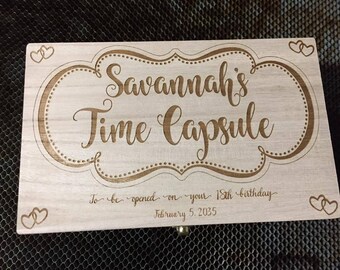 Savannah's
Time Capsule
To be opened on your 18th birthday
February 5, 2035